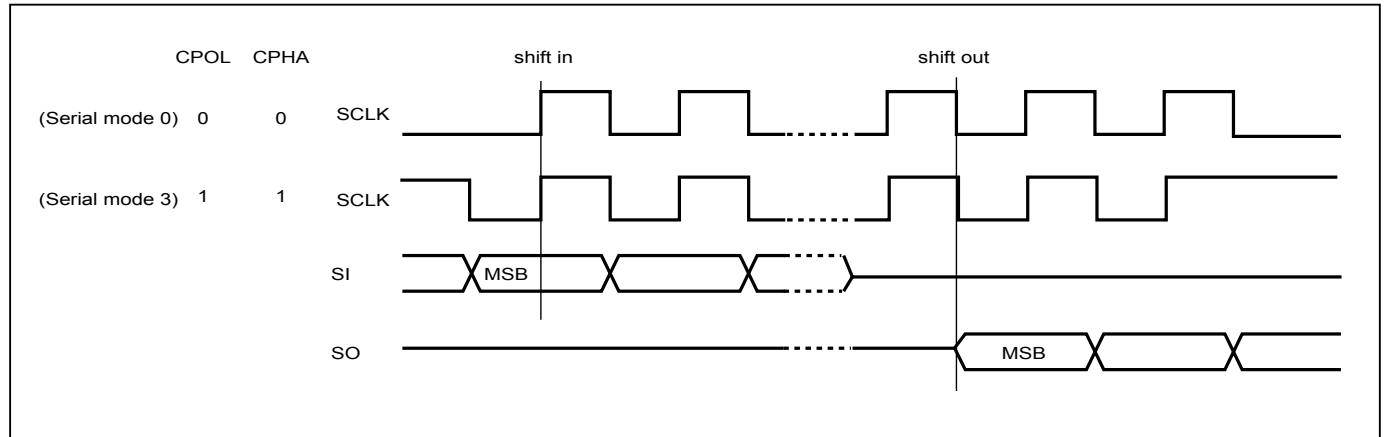 CPOL CPHA shift in shift out
(Serial mode 0) 0 0 SCLK
(Serial mode 3) 1 1 SCLK
SI MSB
SO MSB